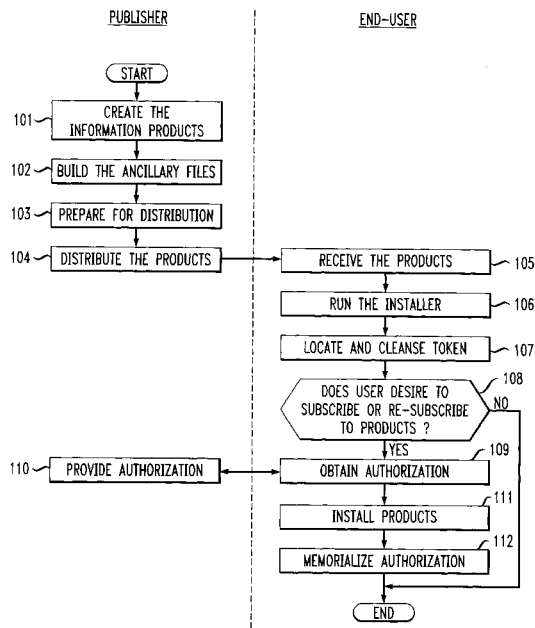 PUBLISHER
END-USER
START
101
CREATE THE
INFORMATION PRODUCTS
102
BUILD THE ANCILLARY FILES
103
PREPARE FOR DISTRIBUTION
104
DISTRIBUTE THE PRODUCTS
RECEIVE THE PRODUCTS
105
RUN THE INSTALLER
106
LOCATE AND CLEANSE TOKEN
107
108
DOES USER DESIRE TO
SUBSCRIBE OR RE-SUBSCRIBE
TO PRODUCTS ?
NO
YES
109
110
PROVIDE AUTHORIZATION
OBTAIN AUTHORIZATION
111
INSTALL PRODUCTS
112
MEMORIALIZE AUTHORIZATION
END